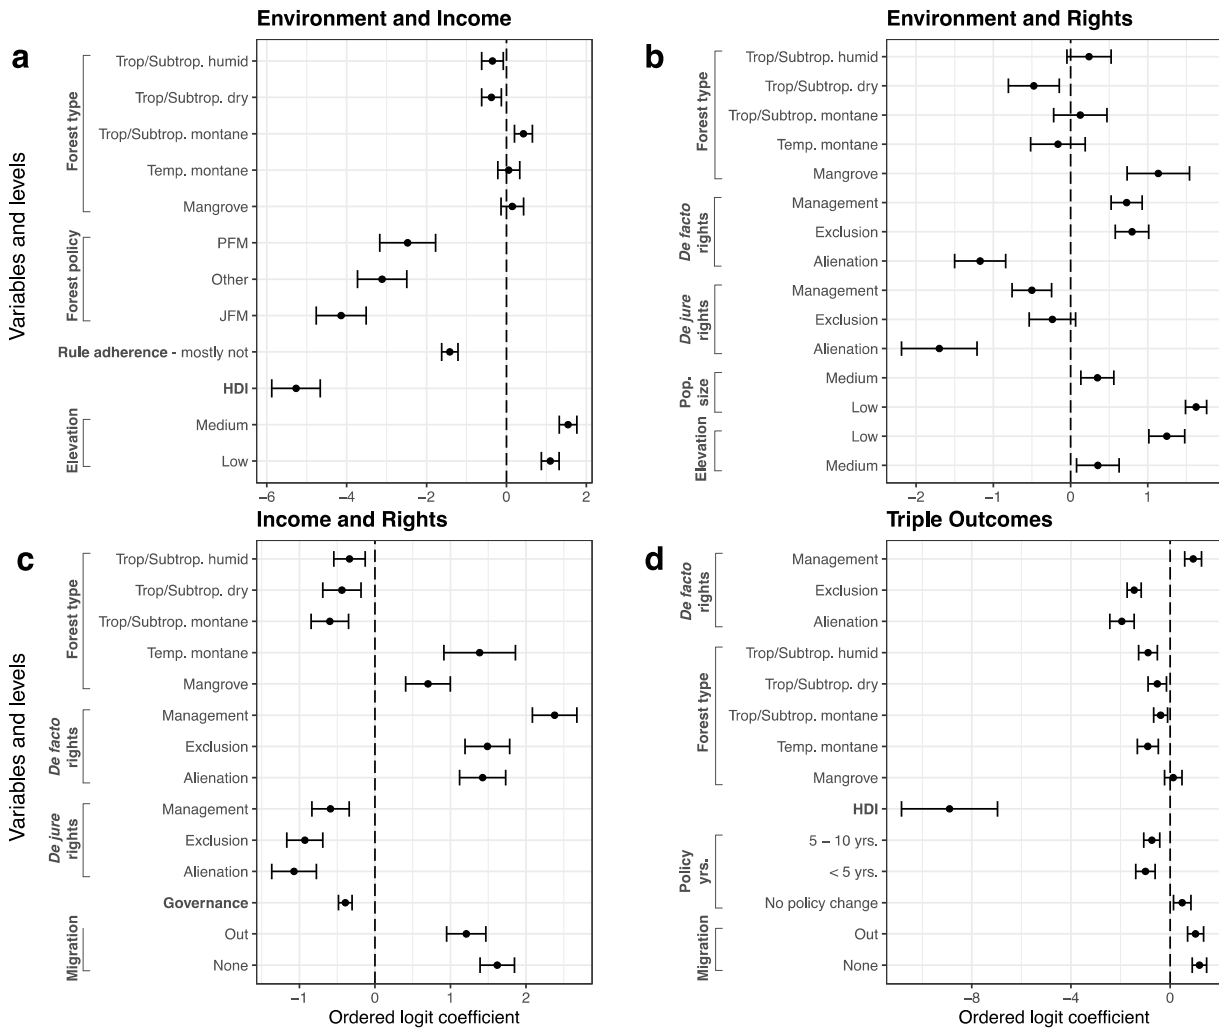 Environment and Income
a
Variables and levels
Forest type
Trop/Subtrop. humid
Trop/Subtrop. dry
Trop/Subtrop. montane
Temp. montane
Mangrove
Forest policy
PFM
Other
JFM
Rule adherence - mostly not
HDI
Elevation
Medium
Low
−6 −4 −2 0 2
Environment and Rights
b
Forest type
Trop/Subtrop. humid
Trop/Subtrop. dry
Trop/Subtrop. montane
Temp. montane
Mangrove
De facto
rights
Management
Exclusion
Alienation
De jure
rights
Management
Exclusion
Alienation
Pop.
size
Medium
Low
Elevation
Low
Medium
−2 −1 0 1
Income and Rights
c
Variables and levels
Forest type
Trop/Subtrop. humid
Trop/Subtrop. dry
Trop/Subtrop. montane
Temp. montane
Mangrove
De facto
rights
Management
Exclusion
Alienation
De jure
rights
Management
Exclusion
Alienation
Governance
Migration
Out
None
−1 0 1 2
Ordered logit coefficient
Triple Outcomes
d
De facto
rights
Management
Exclusion
Alienation
Forest type
Trop/Subtrop. humid
Trop/Subtrop. dry
Trop/Subtrop. montane
Temp. montane
Mangrove
HDI
Policy
yrs.
5 − 10 yrs.
< 5 yrs.
No policy change
Migration
Out
None
−8 −4 0
Ordered logit coefficient